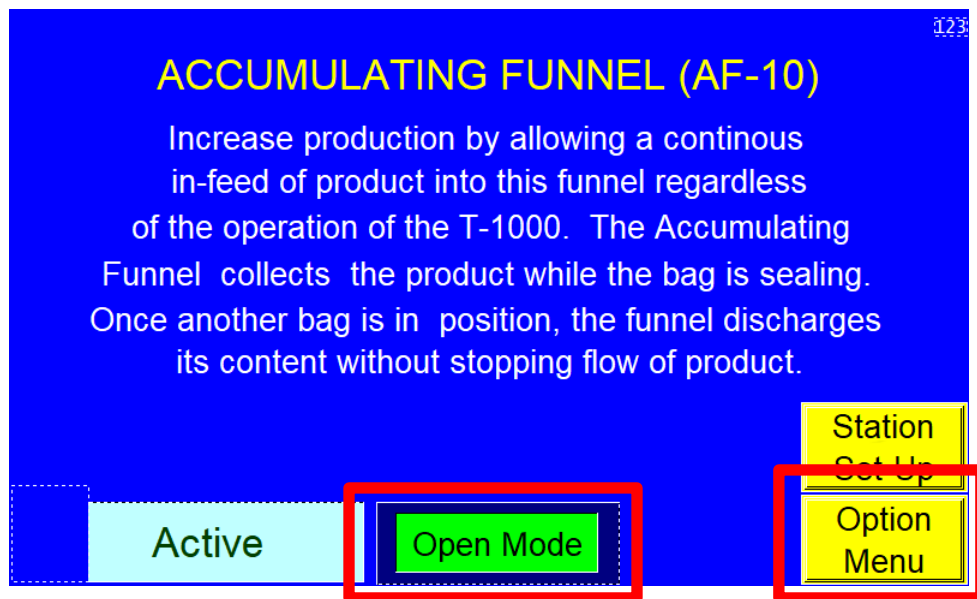 123
ACCUMULATING FUNNEL (AF-10)
Increase production by allowing a continous
in-feed of product into this funnel regardless
of the operation of the T-1000. The Accumulating
Funnel collects the product while the bag is sealing.
Once another bag is in position, the funnel discharges
its content without stopping flow of product.
Station
Set-Up
Active
Open Mode
Option
Menu